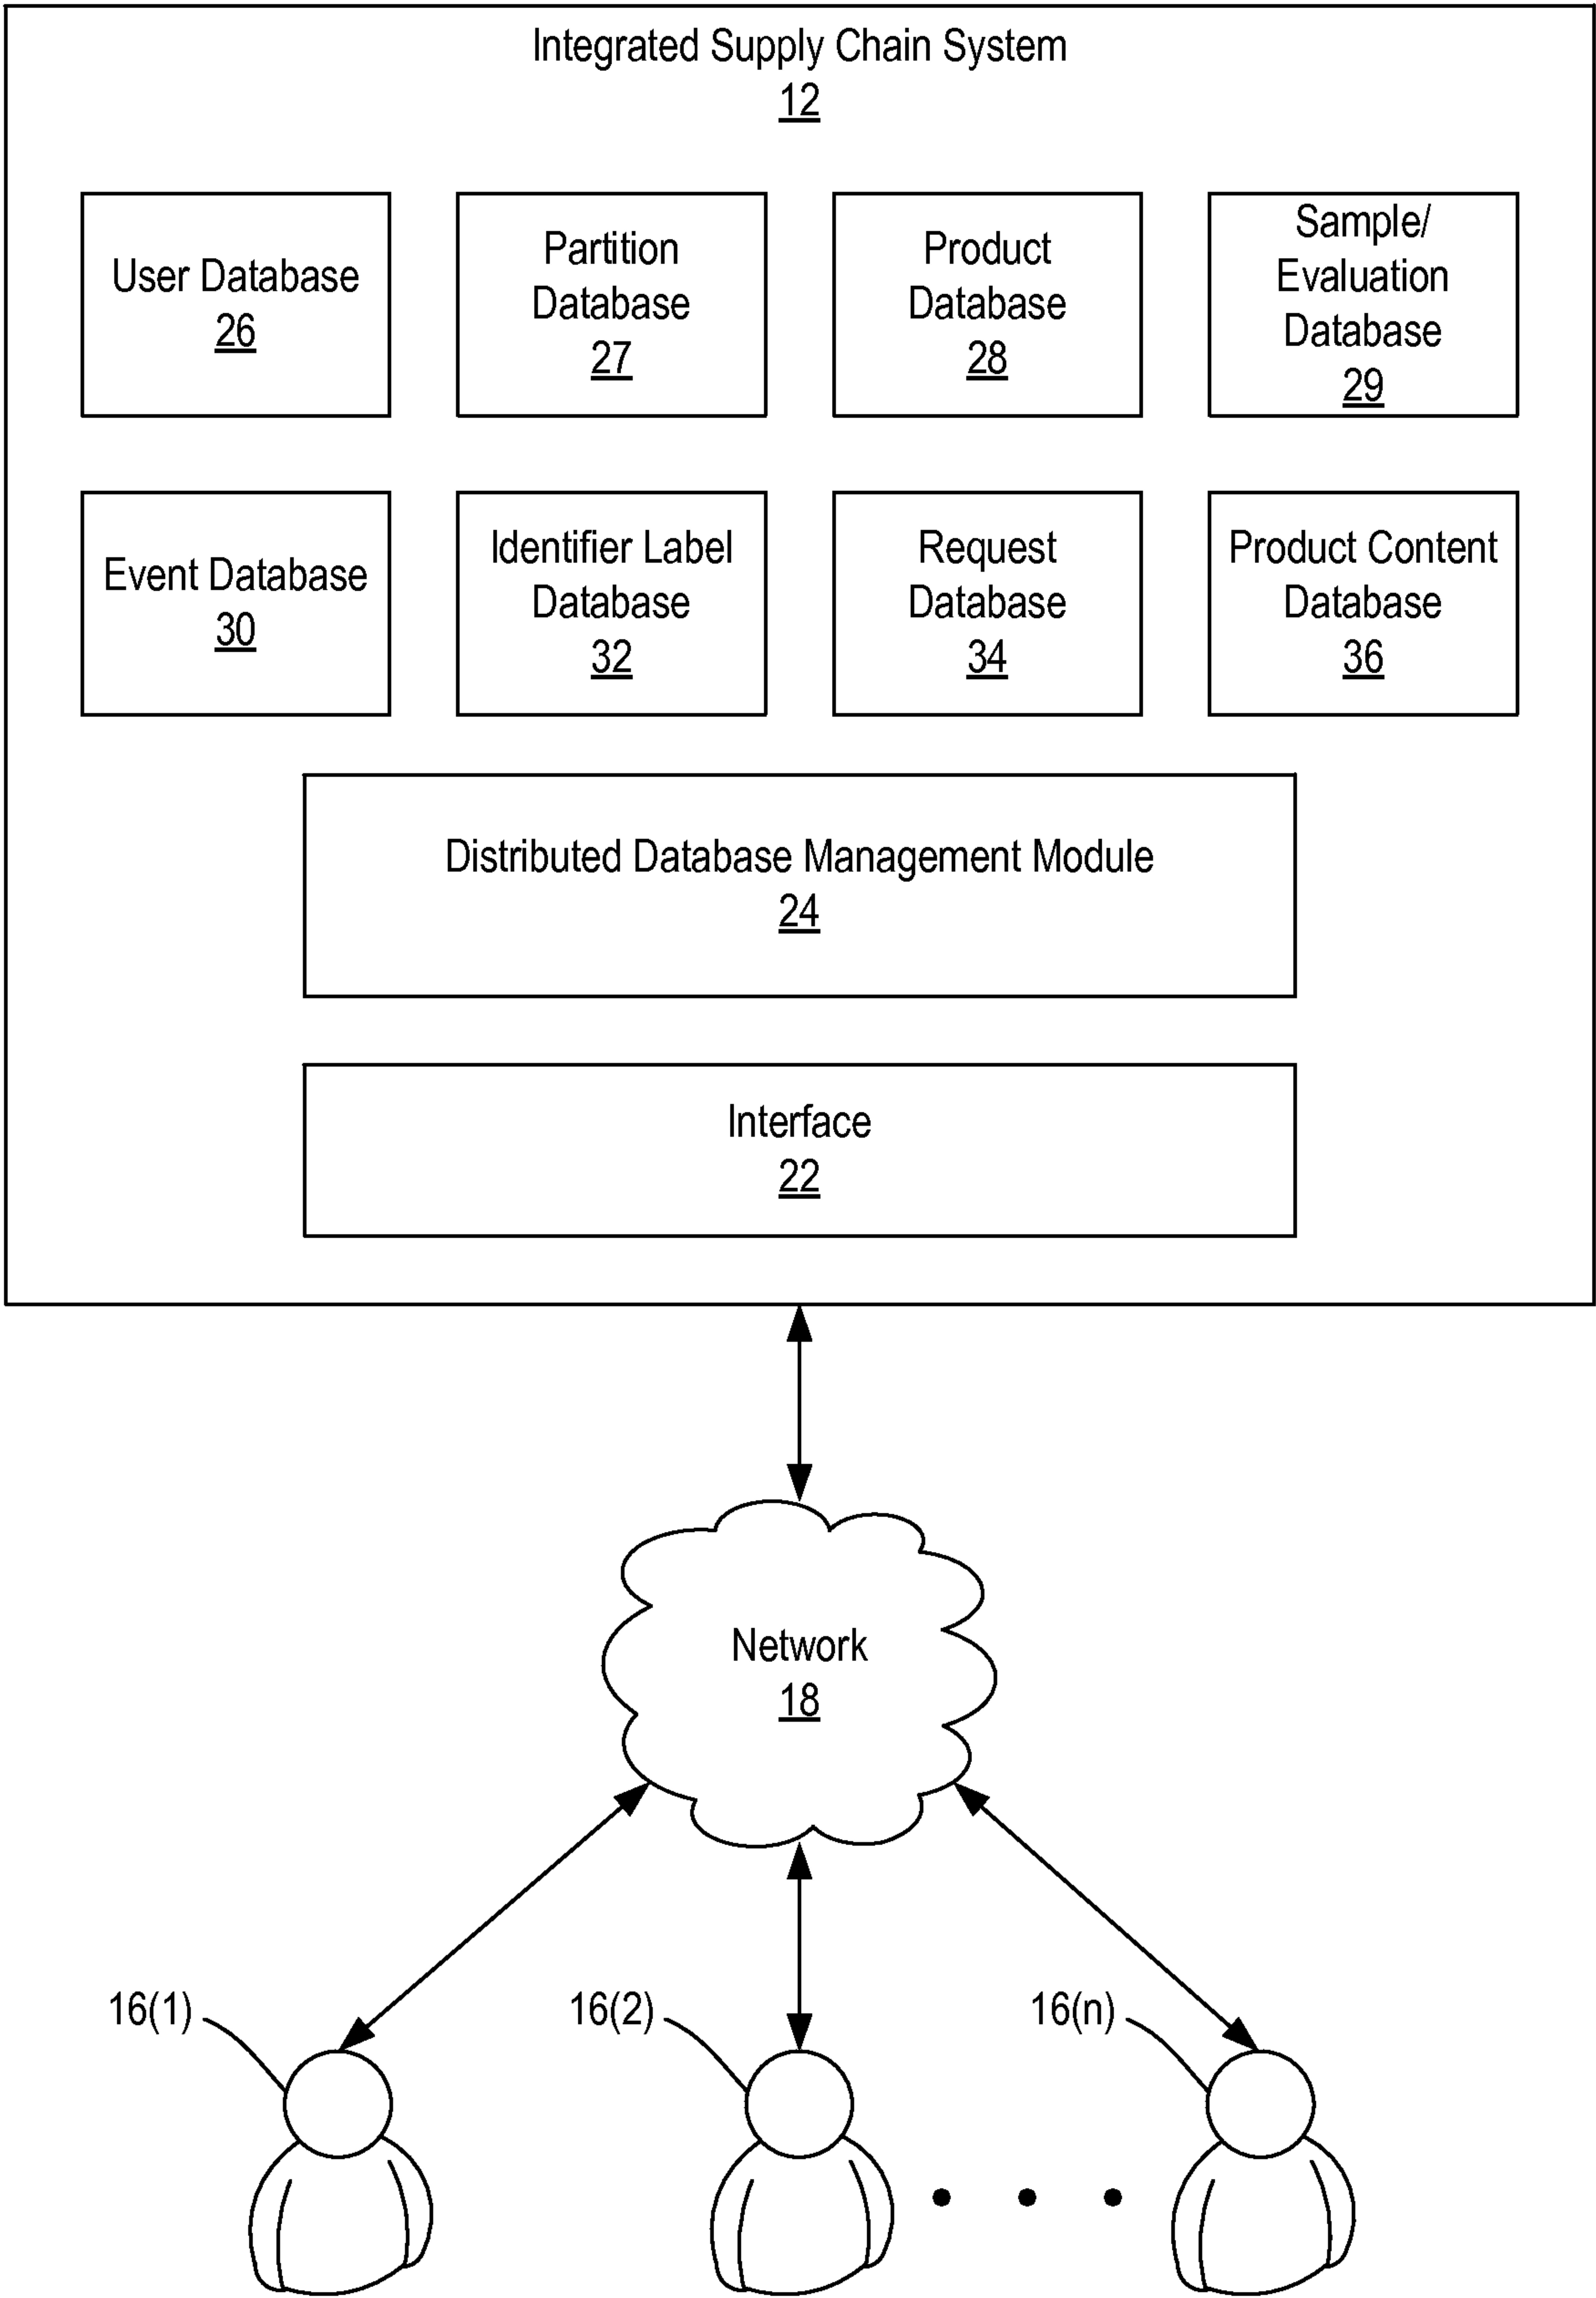 Integrated Supply Chain System
12
User Database
26
Partition
Database
27
Product
Database
28
Sample/
Evaluation
Database
29
Event Database
30
Identifier Label
Database
32
Request
Database
34
Product Content
Database
36
Distributed Database Management Module
24
Interface
22
Network
18
16(1)
16(2)
16(n)